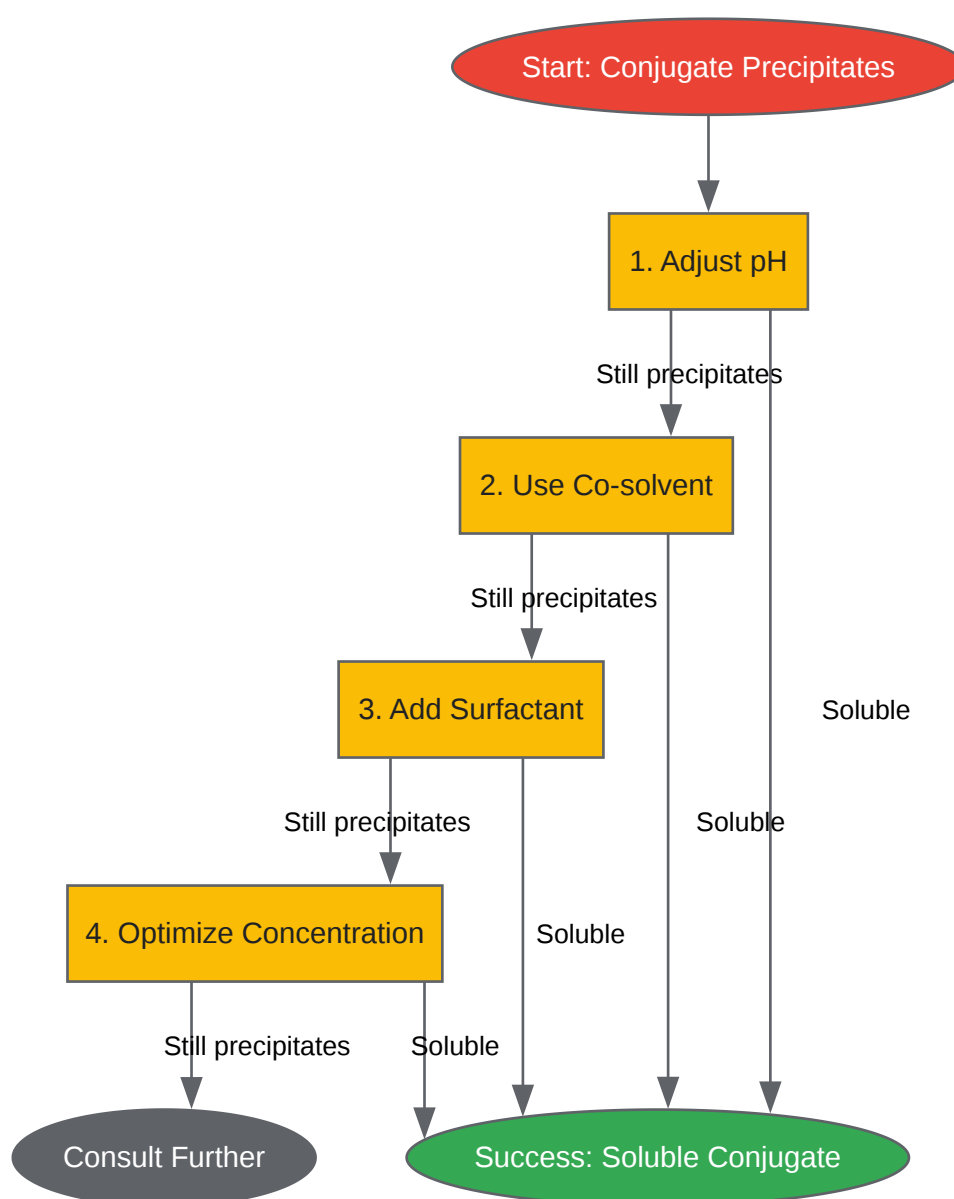 Start: Conjugate Precipitates
1. Adjust pH
Still precipitates
2. Use Co-solvent
Still precipitates
3. Add Surfactant
Soluble
Still precipitates
Soluble
4. Optimize Concentration
Soluble
Still precipitates
Soluble
Consult Further
Success: Soluble Conjugate